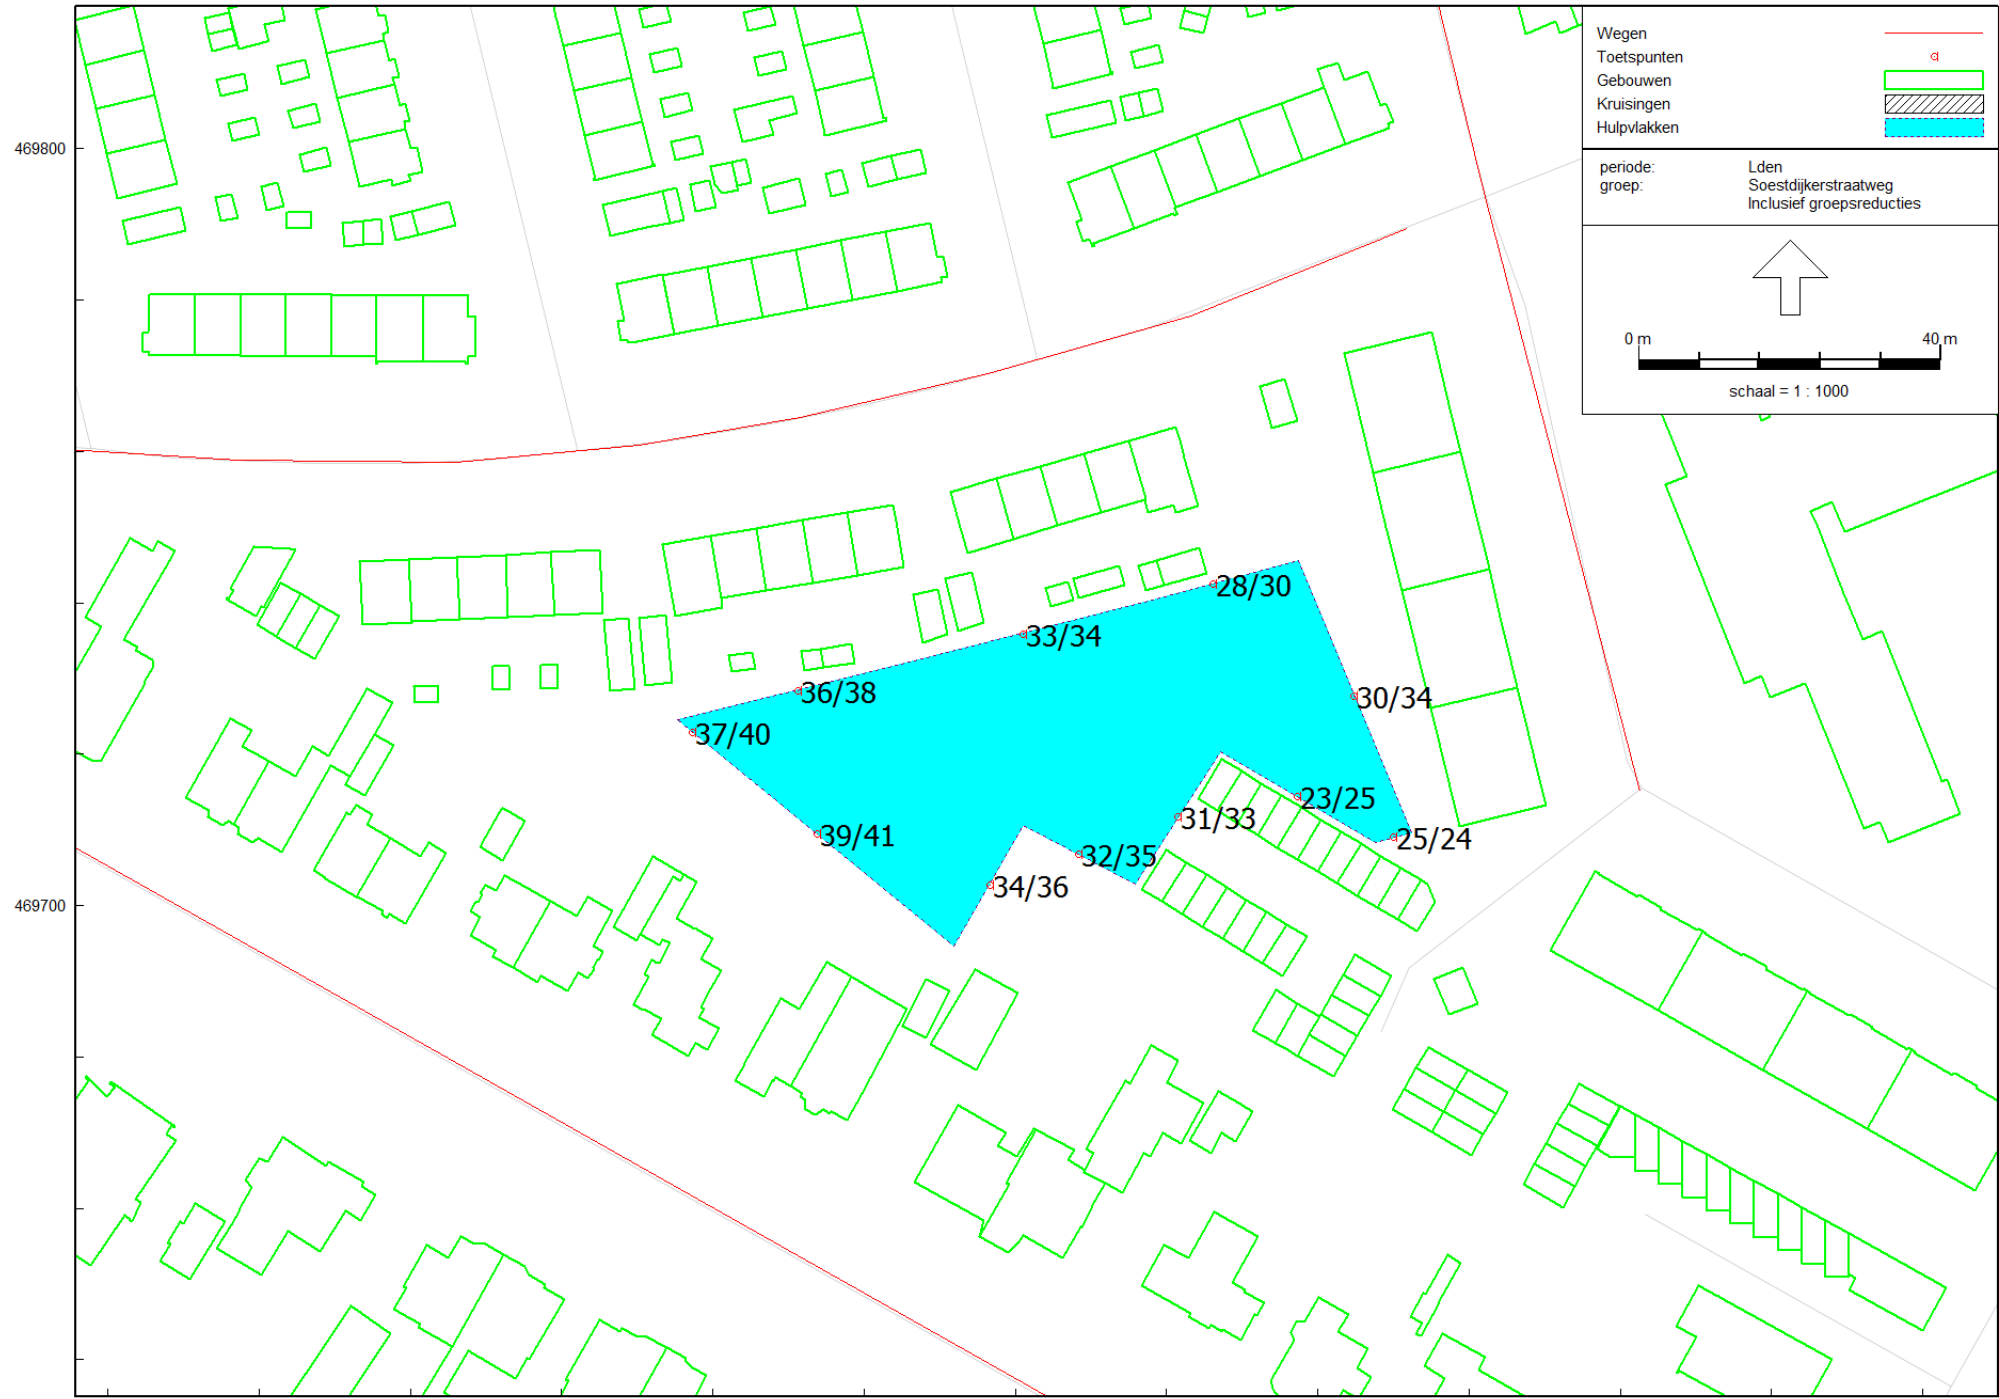 Wegen
Toetspunten
Gebouwen
Kruisingen
Hulpvlakken
469800
periode: Lden
groep: Soestdijkerstraatweg
Inclusief groepsreducties
0 m 40 m
schaal = 1 : 1000
28/30
33/34
36/38
30/34
37/40
23/25
31/33
39/41
25/24
32/35
34/36
469700